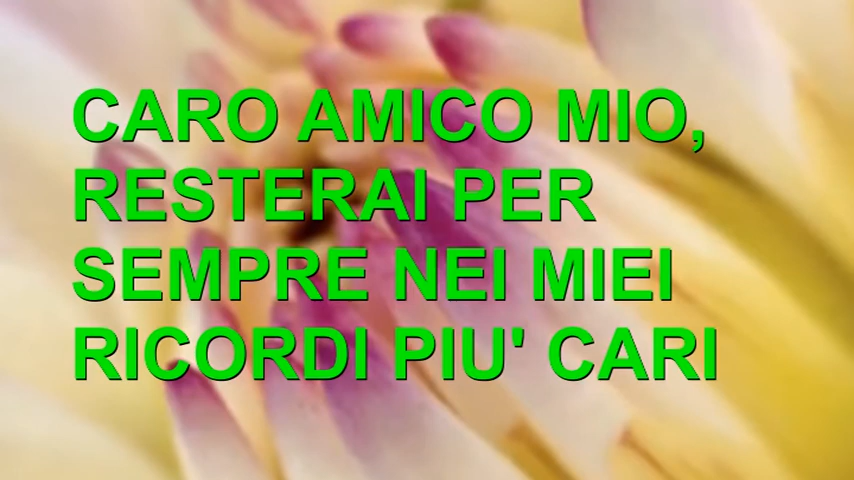 CARO AMICO MIO,
RESTERAI PER
SEMPRE NEI MIEI
RICORDI PIU' CARI